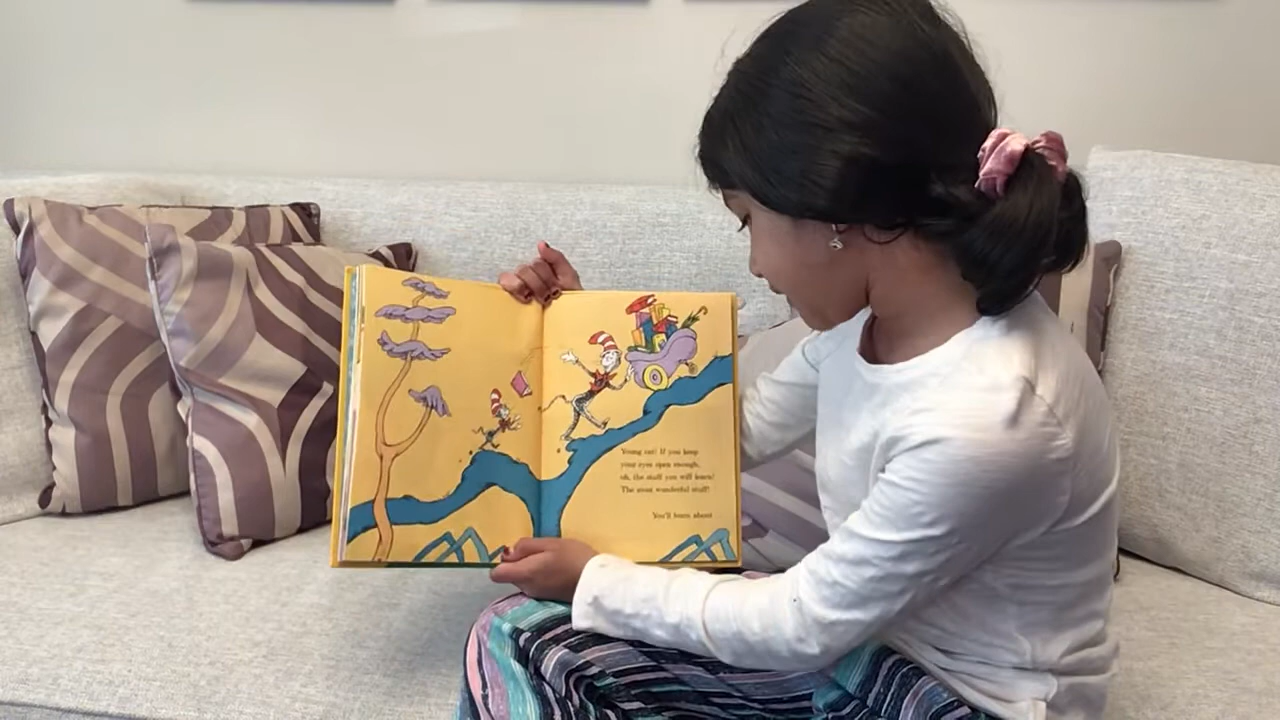 Young cat! If you keep
your eyes open enough,
oh, the stuff you will learn!
The most wonderful stuff!
You'll learn about